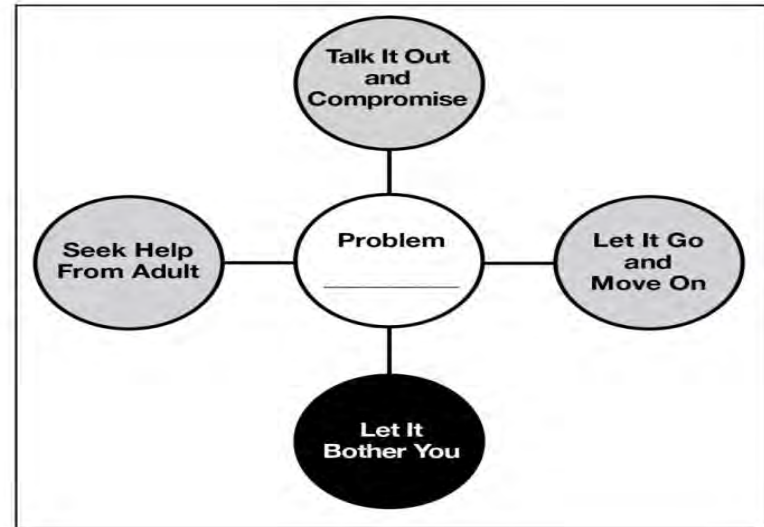 Talk It Out
and
Compromise
Seek Help
From Adult
Problem
Let It Go
and
Move On
Let It
Bother You